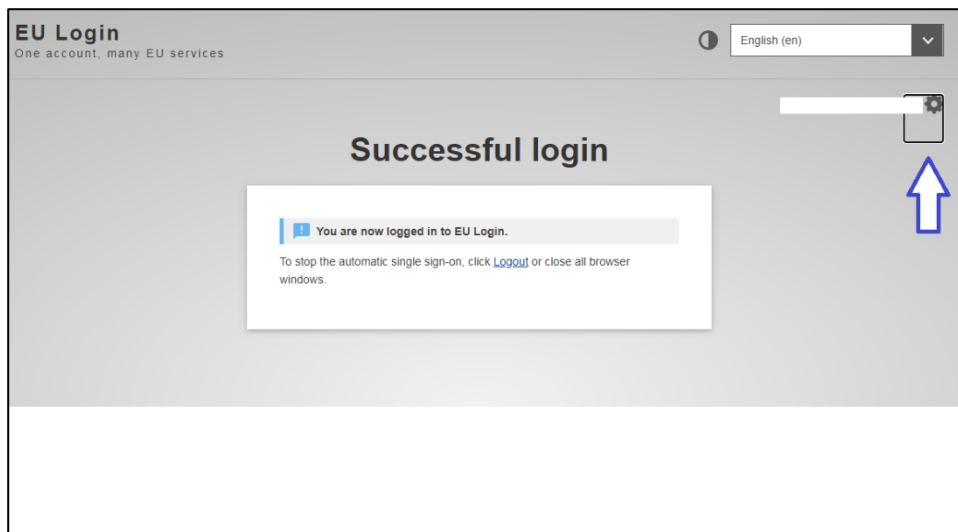 EU Login
One account, many EU services
English (en)
Successful login
You are now logged in to EU Login.
To stop the automatic single sign-on, click Logout or close all browser
windows.